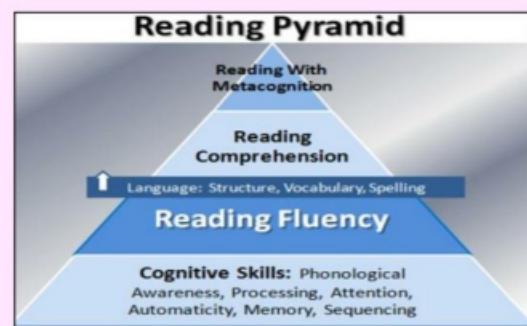 Reading Pyramid
Reading With
Metacognition
Reading
Comprehension
Language: Structure, Vocabulary, Spelling
Reading Fluency
Cognitive Skills: Phonological
Awareness, Processing, Attention,
Automaticity, Memory, Sequencing